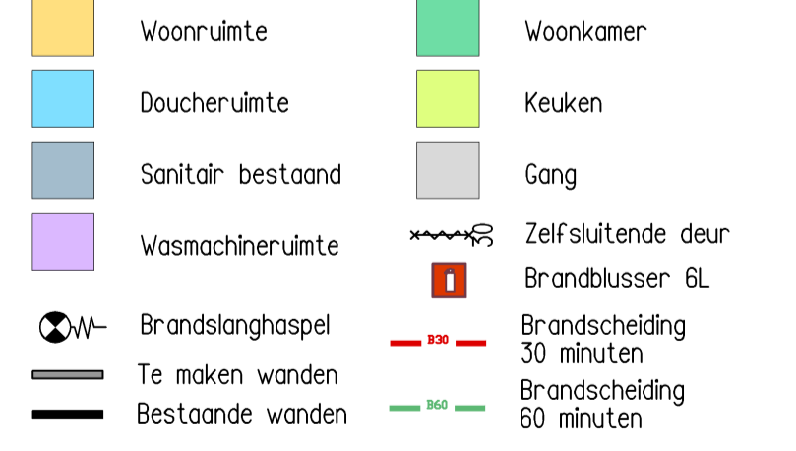 Woonruimte
Doucheruimte
Sanitair bestaand
Wasmachineruimte
Brandslanghaspel
Te maken wanden
Bestaande wanden
Woonkamer
Keuken
Gang
Zelfsluitende deur
Brandblusser 6L
B30
Brandscheiding
30 minuten
B60
Brandscheiding
60 minuten